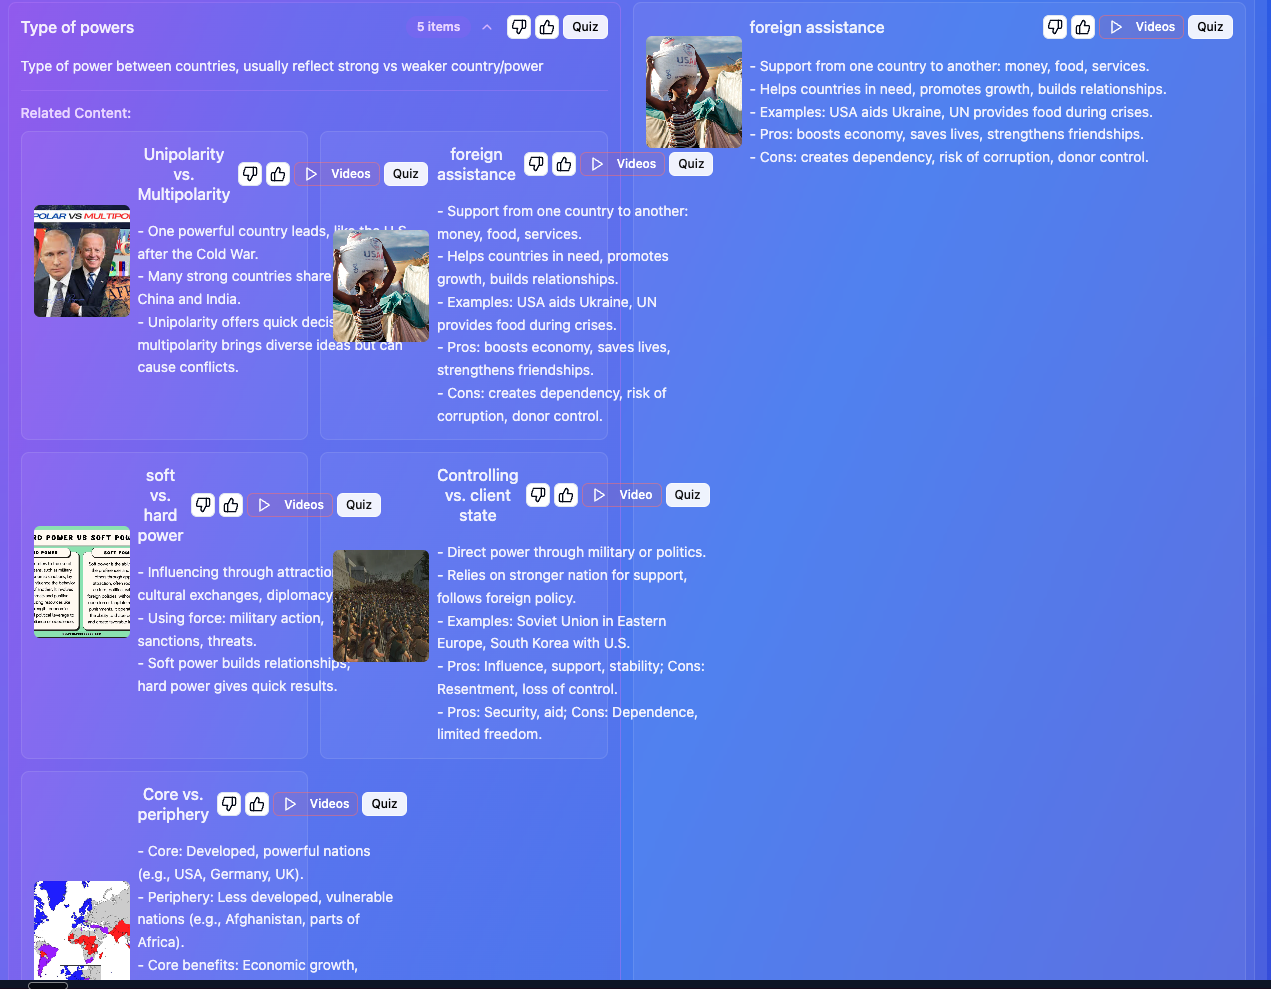 Type of powers
5 items
Quiz
Type of power between countries, usually reflect strong vs weaker country/power
Related Content:
Unipolarity
vs.
Multipolarity
Videos
Quiz
POLAR VS MULTIPO
- One powerful country leads, like the U.S.
after the Cold War.
- Many strong countries share
China and India.
- Unipolarity offers quick decis
multipolarity brings diverse ideas but can
cause conflicts.
foreign
assistance
Videos
Quiz
- Support from one country to another:
money, food, services.
- Helps countries in need, promotes
growth, builds relationships.
- Examples: USA aids Ukraine, UN
provides food during crises.
- Pros: boosts economy, saves lives,
strengthens friendships.
- Cons: creates dependency, risk of
corruption, donor control.
soft
vs.
hard
power
Videos
Quiz
RD POWER VS SOFT POW
- Influencing through attraction
cultural exchanges, diplomacy
- Using force: military action,
sanctions, threats.
- Soft power builds relationships,
hard power gives quick results.
Controlling
vs. client
state
Video
Quiz
- Direct power through military or politics.
- Relies on stronger nation for support,
follows foreign policy.
- Examples: Soviet Union in Eastern
Europe, South Korea with U.S.
- Pros: Influence, support, stability; Cons:
Resentment, loss of control.
- Pros: Security, aid; Cons: Dependence,
limited freedom.
Core vs.
periphery
Videos
Quiz
- Core: Developed, powerful nations
(e.g., USA, Germany, UK).
- Periphery: Less developed, vulnerable
nations (e.g., Afghanistan, parts of
Africa).
- Core benefits: Economic growth,
foreign assistance
Videos
Quiz
- Support from one country to another: money, food, services.
- Helps countries in need, promotes growth, builds relationships.
- Examples: USA aids Ukraine, UN provides food during crises.
- Pros: boosts economy, saves lives, strengthens friendships.
- Cons: creates dependency, risk of corruption, donor control.